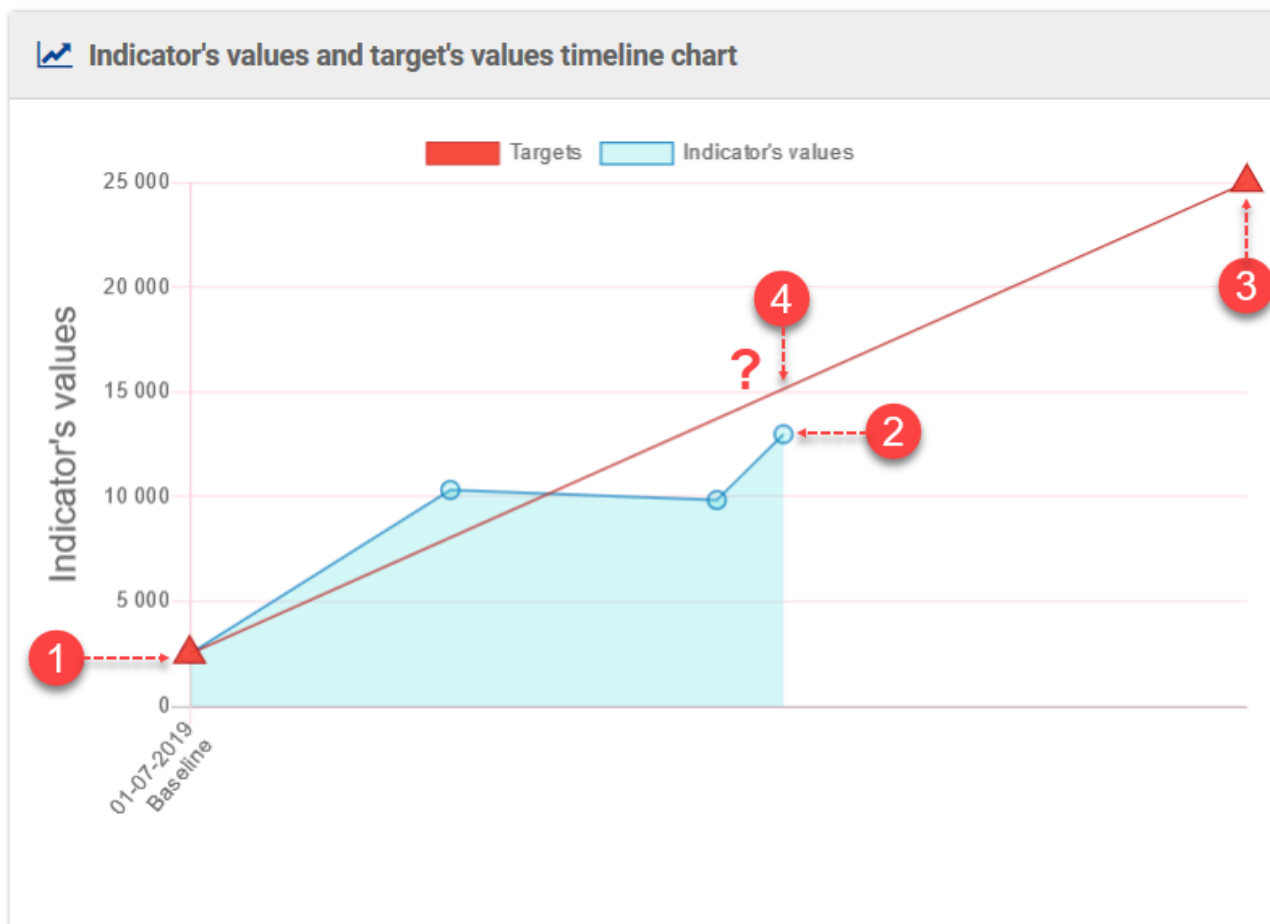 Indicator's values and target's values timeline chart
Targets
Indicator's values
25 000
20 000
15 000
10 000
5 000
0
Indicator's values
01-07-2019
Baseline
1
2
3
4
?